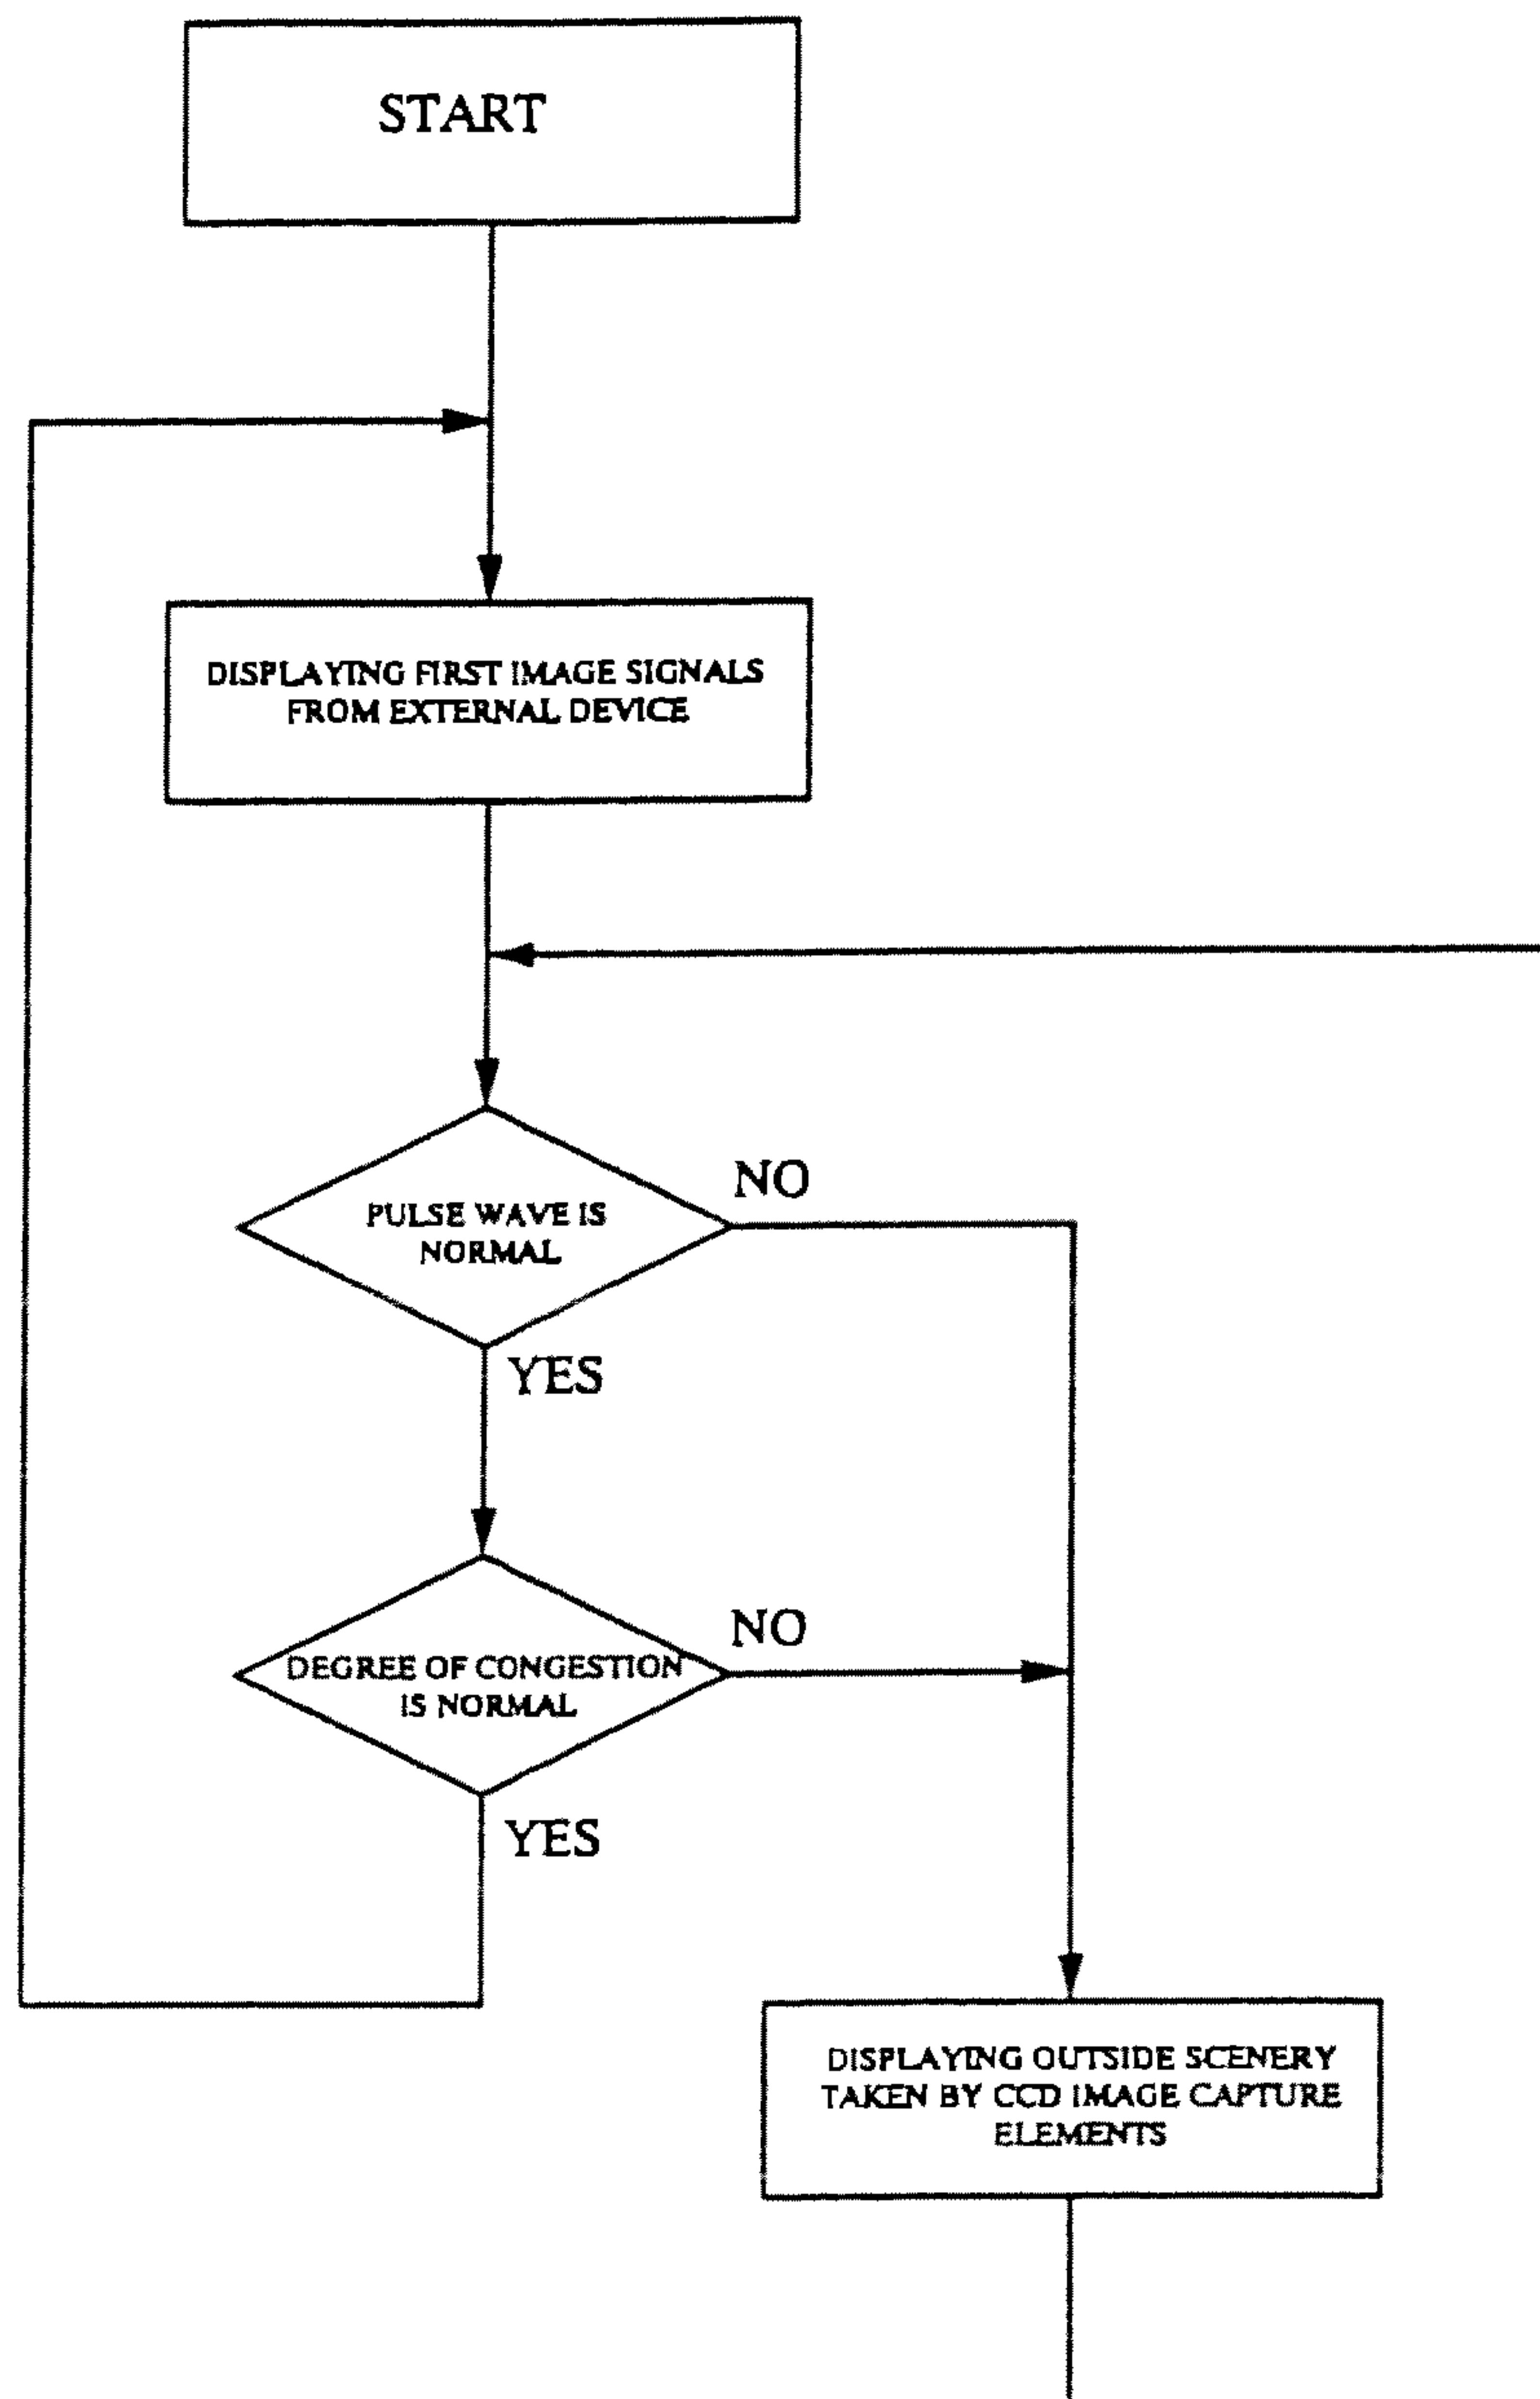 START
DISPLAYING FIRST IMAGE SIGNALS
FROM EXTERNAL DEVICE
NO
PULSE WAVE IS
NORMAL
YES
NO
DEGREE OF CONGESTION
IS NORMAL
YES
DISPLAYING OUTSIDE SCENERY
TAKEN BY CCD IMAGE CAPTURE
ELEMENTS